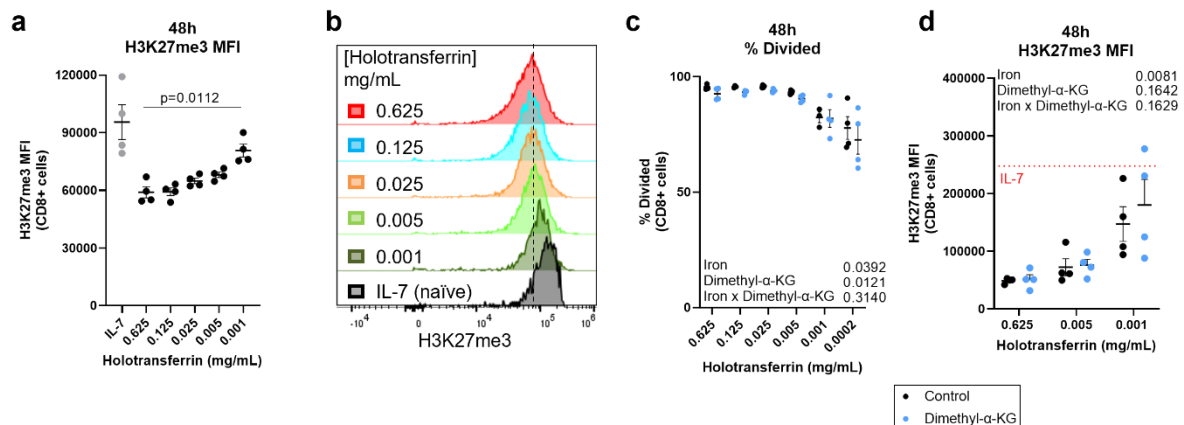 a
48h
H3K27me3 MFI
H3K27me3 MFI
(CD8+ cells)
120000
90000
60000
30000
0
p=0.0112
IL-7
0.625
0.125
0.025
0.005
0.001
Holotransferrin (mg/mL)
b
[Holotransferrin]
mg/mL
0.625
0.125
0.025
0.005
0.001
IL-7 (naïve)
-10⁴
0
10⁴
10⁵
10⁶
H3K27me3
c
48h
% Divided
% Divided
(CD8+ cells)
100
50
0
Iron 0.0392
Dimethyl-α-KG 0.0121
Iron x Dimethyl-α-KG 0.3140
0.625
0.125
0.025
0.005
0.001
0.0002
Holotransferrin (mg/mL)
d
48h
H3K27me3 MFI
H3K27me3 MFI
(CD8+ cells)
400000
300000
200000
100000
0
Iron 0.0081
Dimethyl-α-KG 0.1642
Iron x Dimethyl-α-KG 0.1629
IL-7
0.625
0.005
0.001
Holotransferrin (mg/mL)
Control
Dimethyl-α-KG